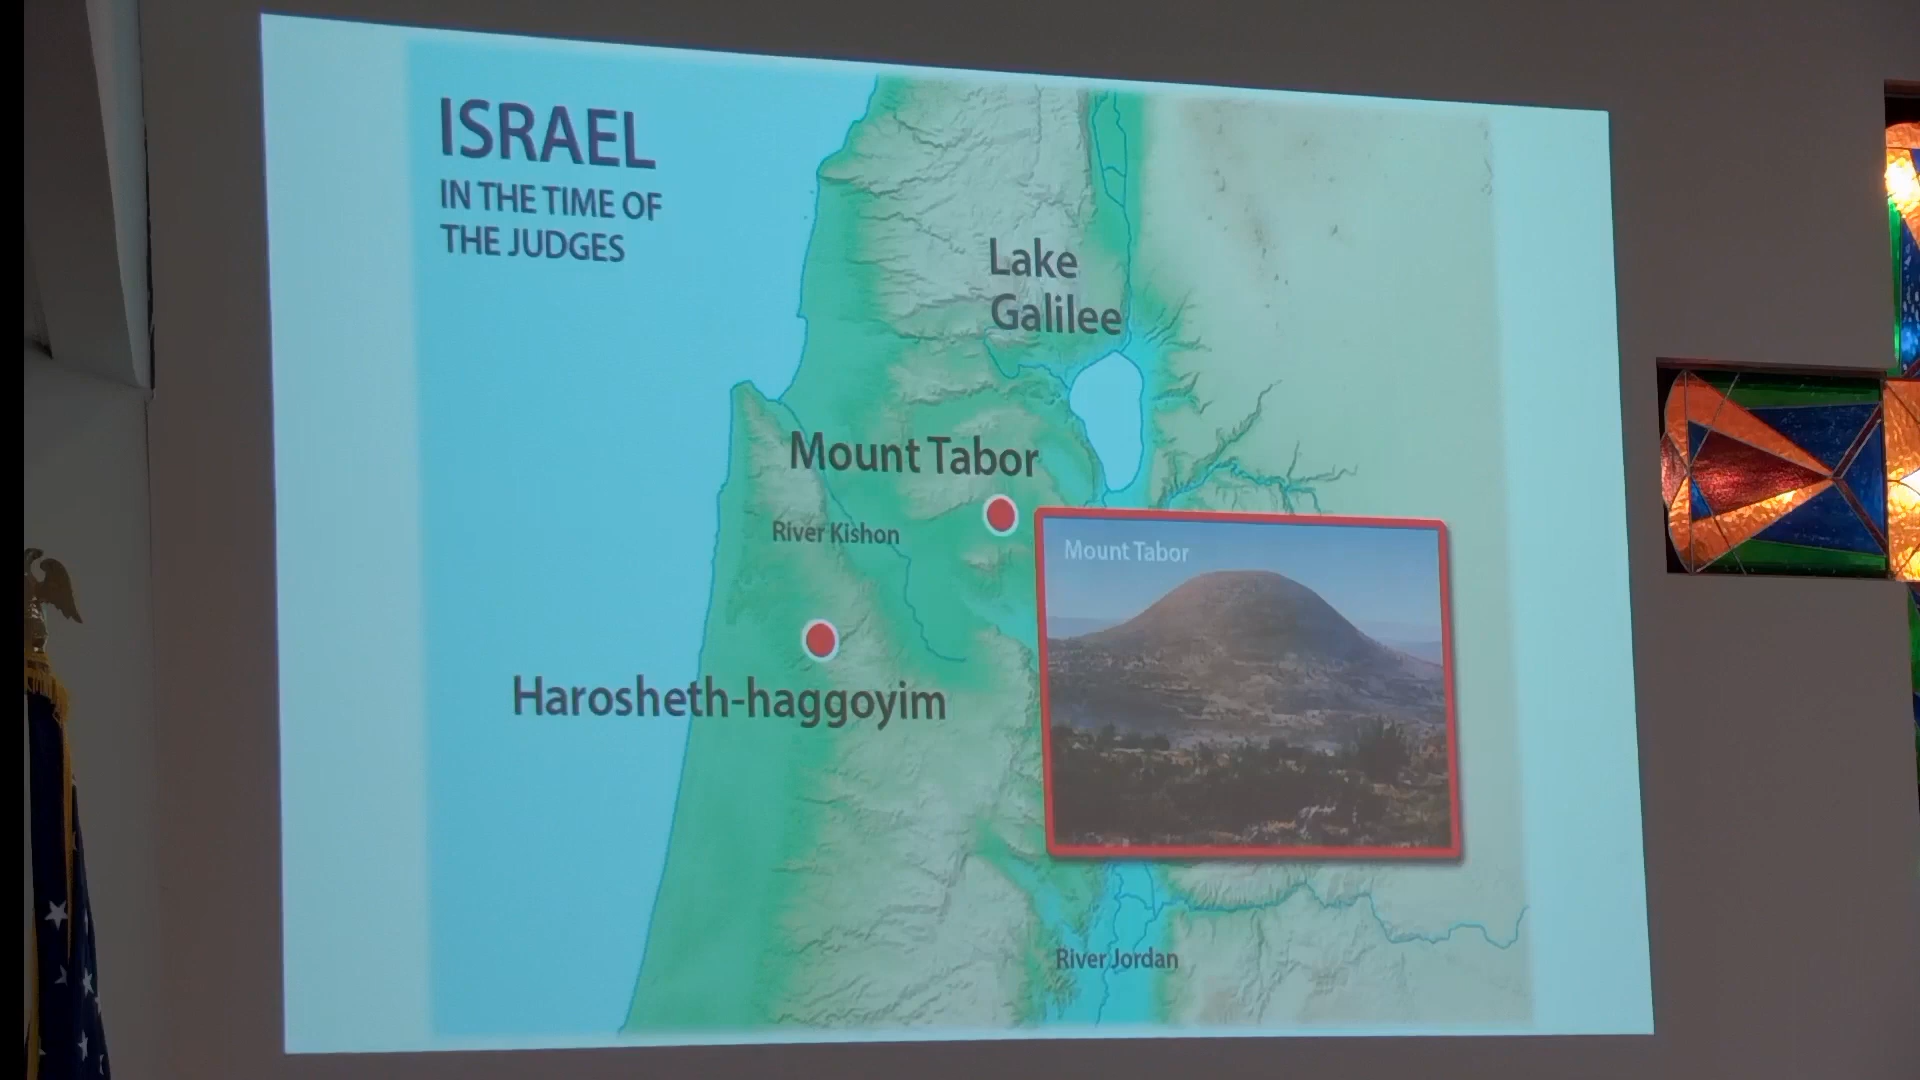 ISRAEL
IN THE TIME OF
THE JUDGES
Lake
Galilee
Mount Tabor
River Kishon
Mount Tabor
Harosheth-haggoyim
River Jordan